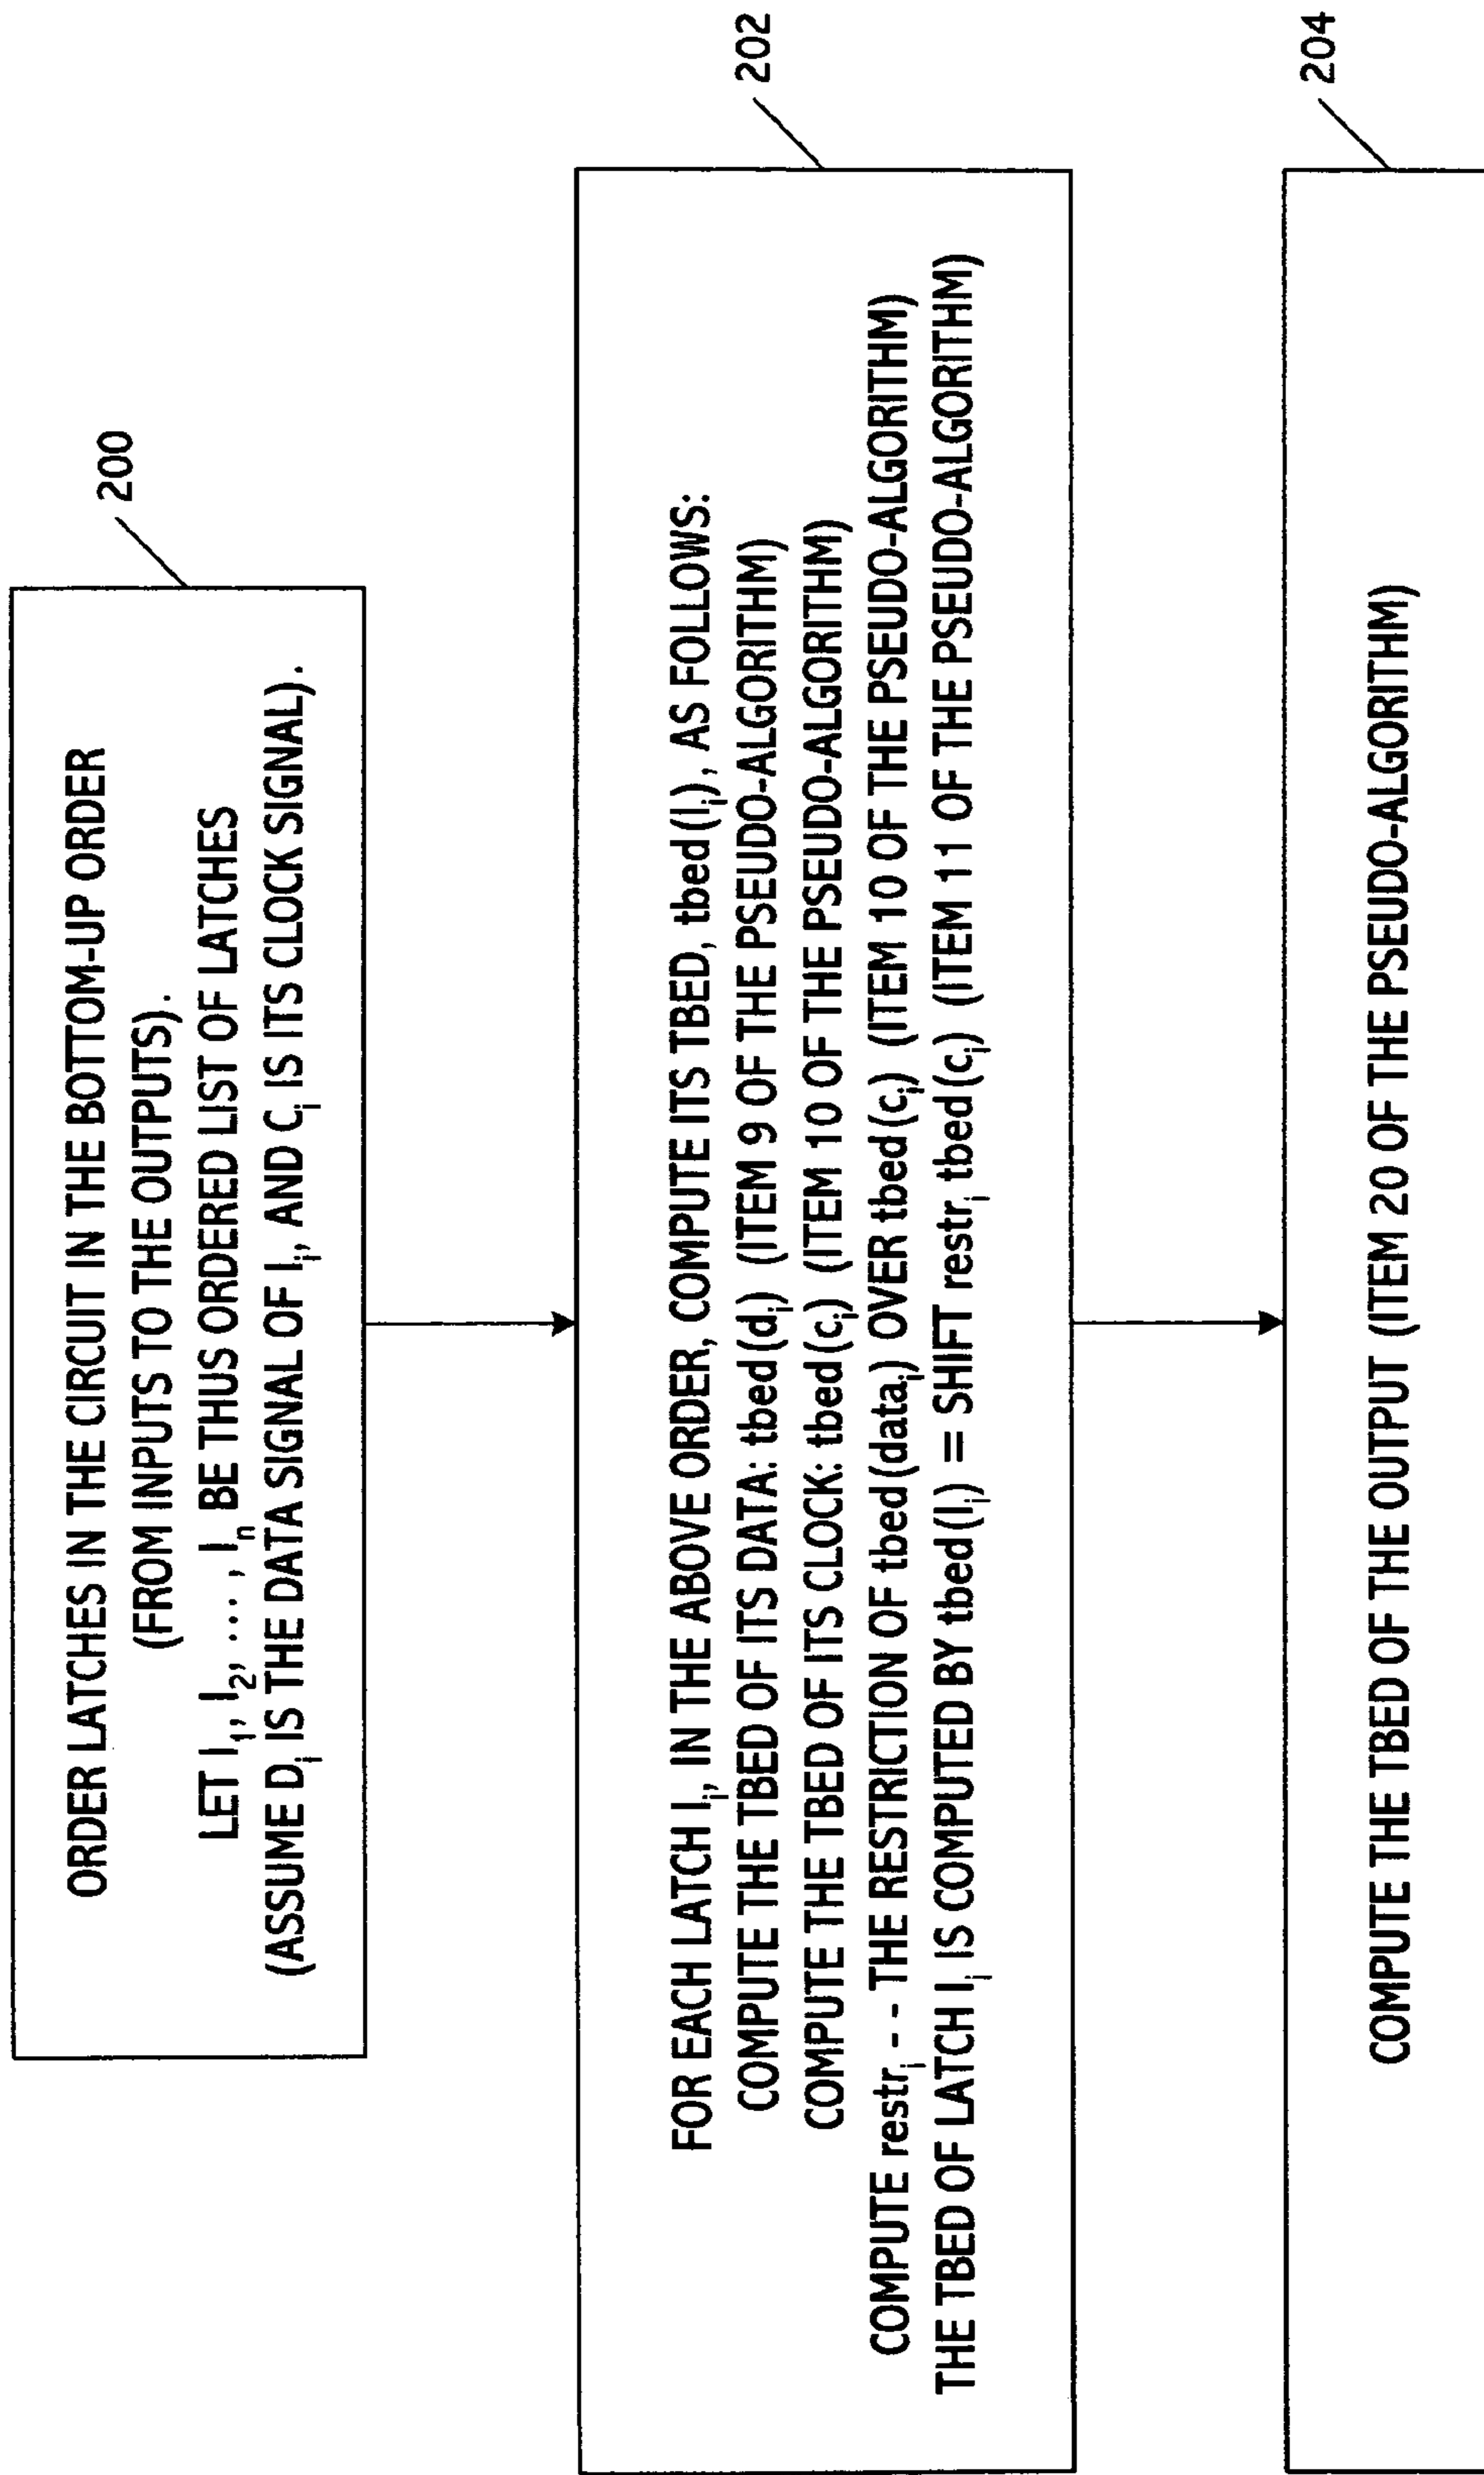 200
ORDER LATCHES IN THE CIRCUIT IN THE BOTTOM-UP ORDER
(FROM INPUTS TO THE OUTPUTS).
LET l₁, l₂, ..., lₙ BE THUS ORDERED LIST OF LATCHES
(ASSUME Dᵢ IS THE DATA SIGNAL OF lᵢ, AND Cᵢ IS ITS CLOCK SIGNAL).
202
FOR EACH LATCH lᵢ, IN THE ABOVE ORDER, COMPUTE ITS TBED, tbed(lᵢ), AS FOLLOWS:
COMPUTE THE TBED OF ITS DATA: tbed(dᵢ) (ITEM 9 OF THE PSEUDO-ALGORITHM)
COMPUTE THE TBED OF ITS CLOCK: tbed(cᵢ) (ITEM 10 OF THE PSEUDO-ALGORITHM)
COMPUTE restrᵢ - - THE RESTRICTION OF tbed(dataᵢ) OVER tbed(cᵢ) (ITEM 10 OF THE PSEUDO-ALGORITHM)
THE TBED OF LATCH lᵢ IS COMPUTED BY tbed(lᵢ) = SHIFT restrᵢ tbed(cᵢ) (ITEM 11 OF THE PSEUDO-ALGORITHM)
204
COMPUTE THE TBED OF THE OUTPUT (ITEM 20 OF THE PSEUDO-ALGORITHM)